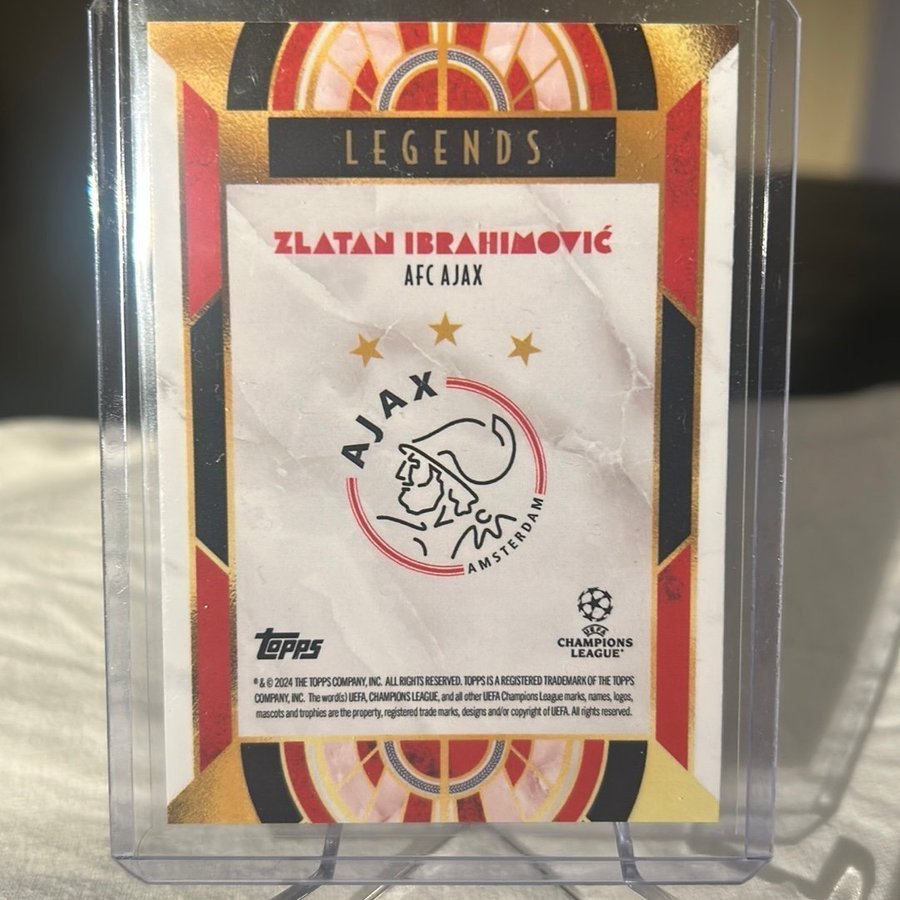 LEGENDS
ZLATAN IBRAHIMOVIĆ
AFC AJAX
AJAX
AMSTERDAM
topps
UEFA
CHAMPIONS
LEAGUE®
® & © 2024 THE TOPPS COMPANY, INC. ALL RIGHTS RESERVED. TOPPS IS A REGISTERED TRADEMARK OF THE TOPPS
COMPANY, INC. The word(s) UEFA, CHAMPIONS LEAGUE, and all other UEFA Champions League marks, names, logos,
mascots and trophies are the property, registered trade marks, designs and/or copyright of UEFA. All rights reserved.